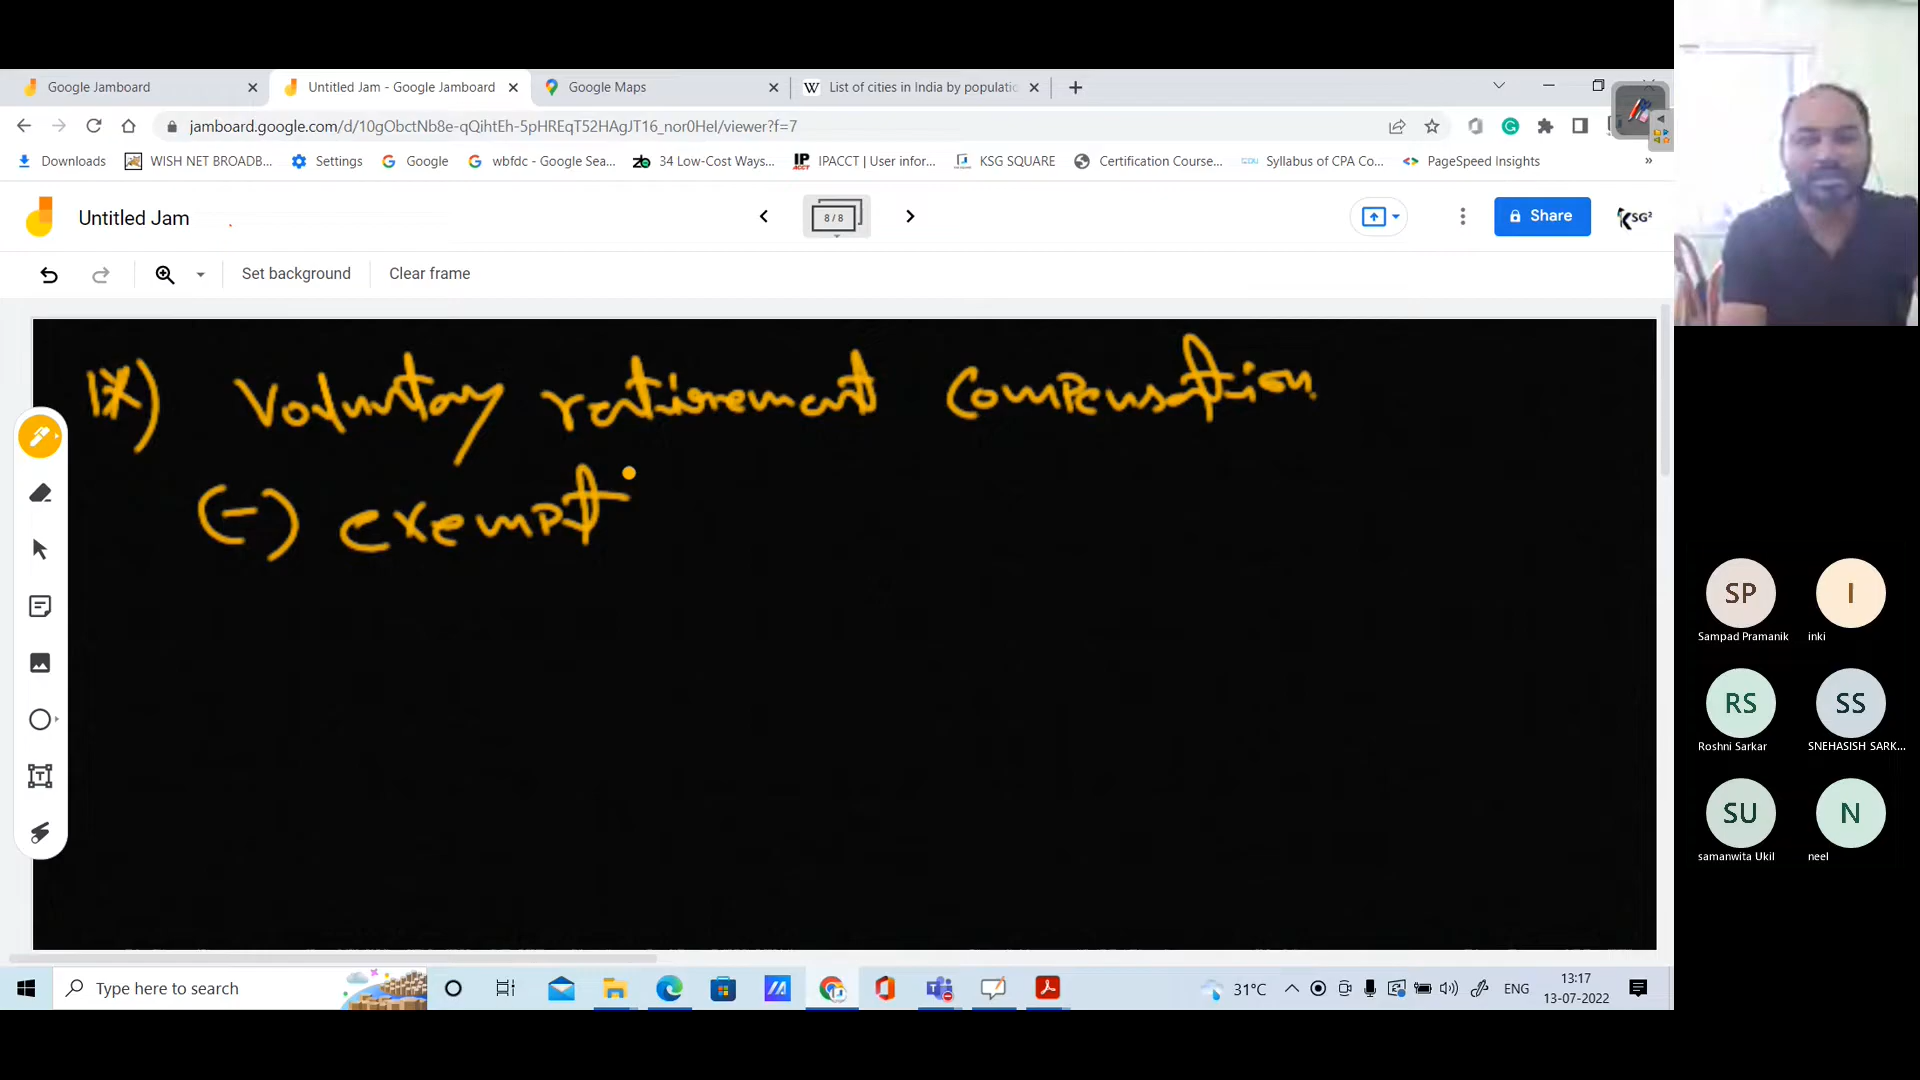 Google Jamboard
Untitled Jam - Google Jamboard
Google Maps
W List of cities in India by populatic
jamboard.google.com/d/10gObctNb8e-qQihtEh-5pHREqT52HAgJT16_nor0HeI/viewer?f=7
Downloads
WISH NET BROADB...
Settings
Google
wbfdc - Google Sea...
34 Low-Cost Ways...
IPACCT | User infor...
KSG SQUARE
Certification Course...
Syllabus of CPA Co...
PageSpeed Insights
»
Untitled Jam
8 / 8
Share
KSG²
Set background
Clear frame
ix) Voluntary retirement Compensation.
(-) exempt
SP
Sampad Pramanik
I
inki
RS
Roshni Sarkar
SS
SNEHASISH SARK...
SU
samanwita Ukil
N
neel
Type here to search
31°C
ENG
13:17
13-07-2022